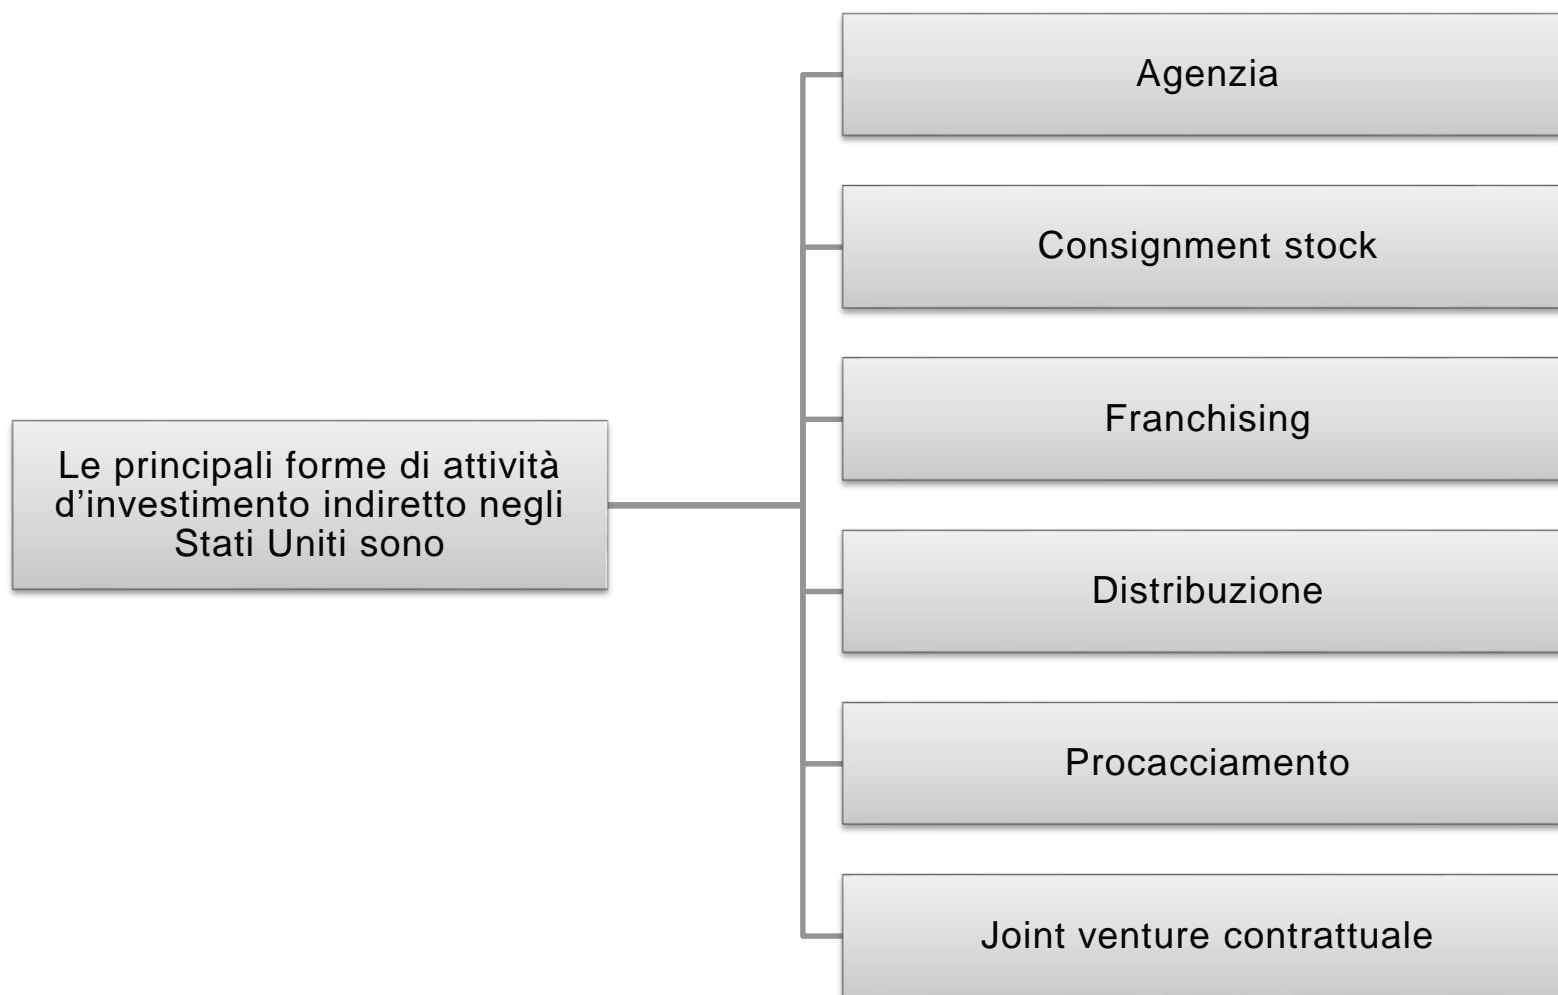 Le principali forme di attività
d’investimento indiretto negli
Stati Uniti sono
Agenzia
Consignment stock
Franchising
Distribuzione
Procacciamento
Joint venture contrattuale